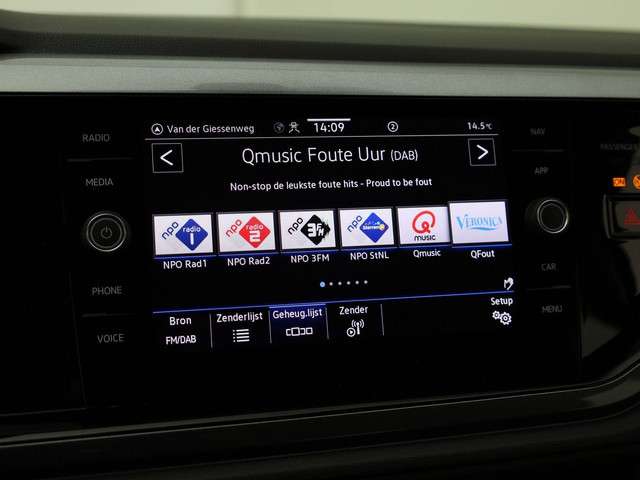 RADIO
MEDIA
PHONE
VOICE
Van der Giessenweg
14:09
2
14.5°C
<
Qmusic Foute Uur (DAB)
>
Non-stop de leukste foute hits - Proud to be fout
npo radio 1
npo radio 2
npo 3FM
npo Sterren nl
Q music
VERONICA
NPO Rad1
NPO Rad2
NPO 3FM
NPO StNL
Qmusic
QFout
Bron
FM/DAB
Zenderlijst
Geheug.lijst
Zender
Setup
NAV
APP
CAR
MENU
PASSENGER
ON